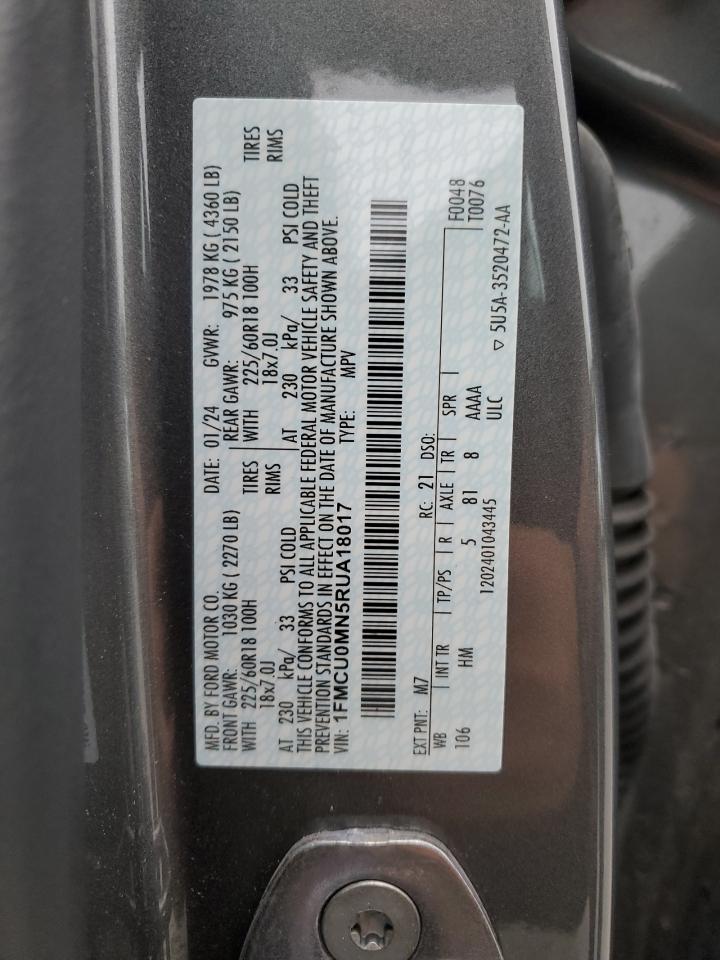 MFD. BY FORD MOTOR CO. DATE: 01/24 GVWR: 1978 KG ( 4360 LB)
FRONT GAWR: 1030 KG ( 2270 LB) REAR GAWR: 975 KG ( 2150 LB)
WITH 225/60R18 100H TIRES WITH 225/60R18 100H TIRES
18x7.0J RIMS 18x7.0J RIMS
AT 230 kPa/ 33 PSI COLD AT 230 kPa/ 33 PSI COLD
THIS VEHICLE CONFORMS TO ALL APPLICABLE FEDERAL MOTOR VEHICLE SAFETY AND THEFT
PREVENTION STANDARDS IN EFFECT ON THE DATE OF MANUFACTURE SHOWN ABOVE.
VIN: 1FMCU0MN5RUA18017 TYPE: MPV
EXT PNT: M7 RC: 21 DSO:
WB INT TR TP/PS R AXLE TR SPR F0048
106 HM 5 81 8 AAAA T0076
ULC
1202401043445 ▽ 5U5A-3520472-AA